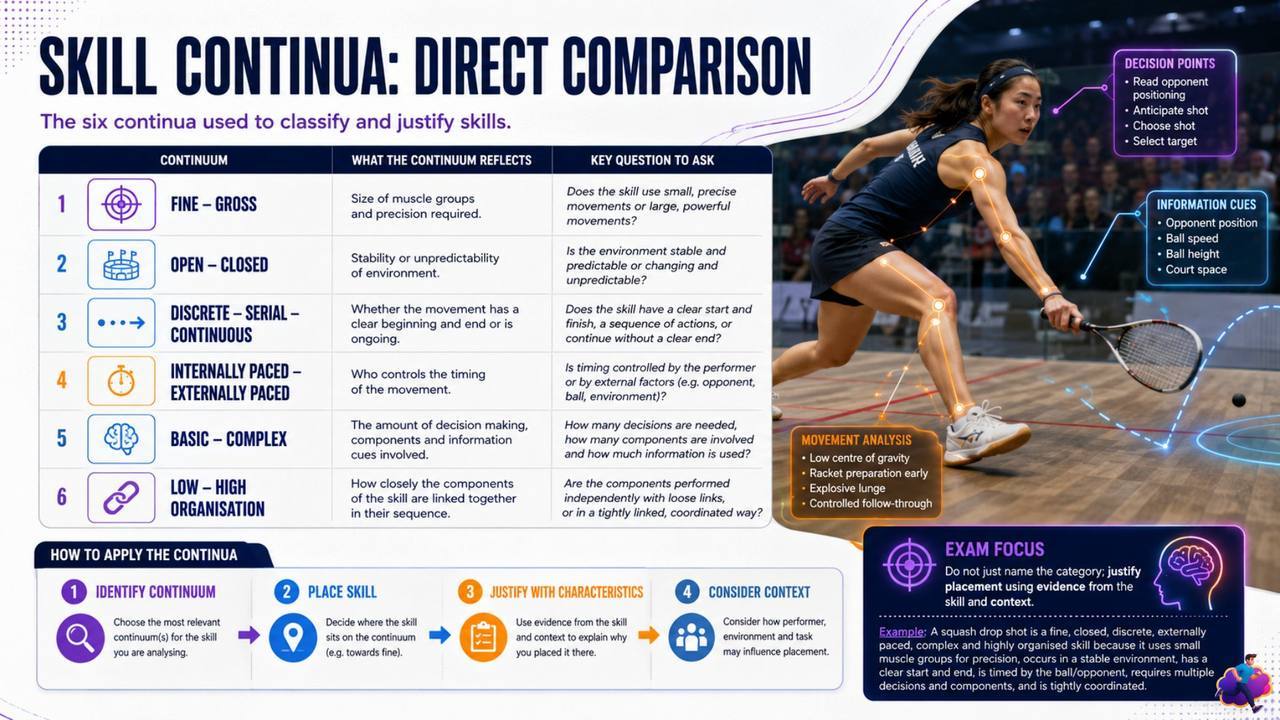 SKILL CONTINUA: DIRECT COMPARISON
The six continua used to classify and justify skills.
CONTINUUM
WHAT THE CONTINUUM REFLECTS
KEY QUESTION TO ASK
1
FINE – GROSS
Size of muscle groups
and precision required.
Does the skill use small, precise
movements or large, powerful
movements?
2
OPEN – CLOSED
Stability or unpredictability
of environment.
Is the environment stable and
predictable or changing and
unpredictable?
3
DISCRETE – SERIAL –
CONTINUOUS
Whether the movement has a
clear beginning and end or is
ongoing.
Does the skill have a clear start and
finish, a sequence of actions, or
continue without a clear end?
4
INTERNALLY PACED –
EXTERNALLY PACED
Who controls the timing
of the movement.
Is timing controlled by the performer
or by external factors (e.g. opponent,
ball, environment)?
5
BASIC – COMPLEX
The amount of decision making,
components and information
cues involved.
How many decisions are needed,
how many components are involved
and how much information is used?
6
LOW – HIGH
ORGANISATION
How closely the components
of the skill are linked together
in their sequence.
Are the components performed
independently with loose links,
or in a tightly linked, coordinated way?
DECISION POINTS
• Read opponent
positioning
• Anticipate shot
• Choose shot
• Select target
INFORMATION CUES
• Opponent position
• Ball speed
• Ball height
• Court space
MOVEMENT ANALYSIS
• Low centre of gravity
• Racket preparation early
• Explosive lunge
• Controlled follow-through
HOW TO APPLY THE CONTINUA
1 IDENTIFY CONTINUUM
Choose the most relevant
continuum(s) for the skill
you are analysing.
2 PLACE SKILL
Decide where the skill
sits on the continuum
(e.g. towards fine).
3 JUSTIFY WITH CHARACTERISTICS
Use evidence from the skill
and context to explain why
you placed it there.
4 CONSIDER CONTEXT
Consider how performer,
environment and task
may influence placement.
EXAM FOCUS
Do not just name the category; justify
placement using evidence from the
skill and context.
Example: A squash drop shot is a fine, closed, discrete, externally
paced, complex and highly organised skill because it uses small
muscle groups for precision, occurs in a stable environment, has a
clear start and end, is timed by the ball/opponent, requires multiple
decisions and components, and is tightly coordinated.